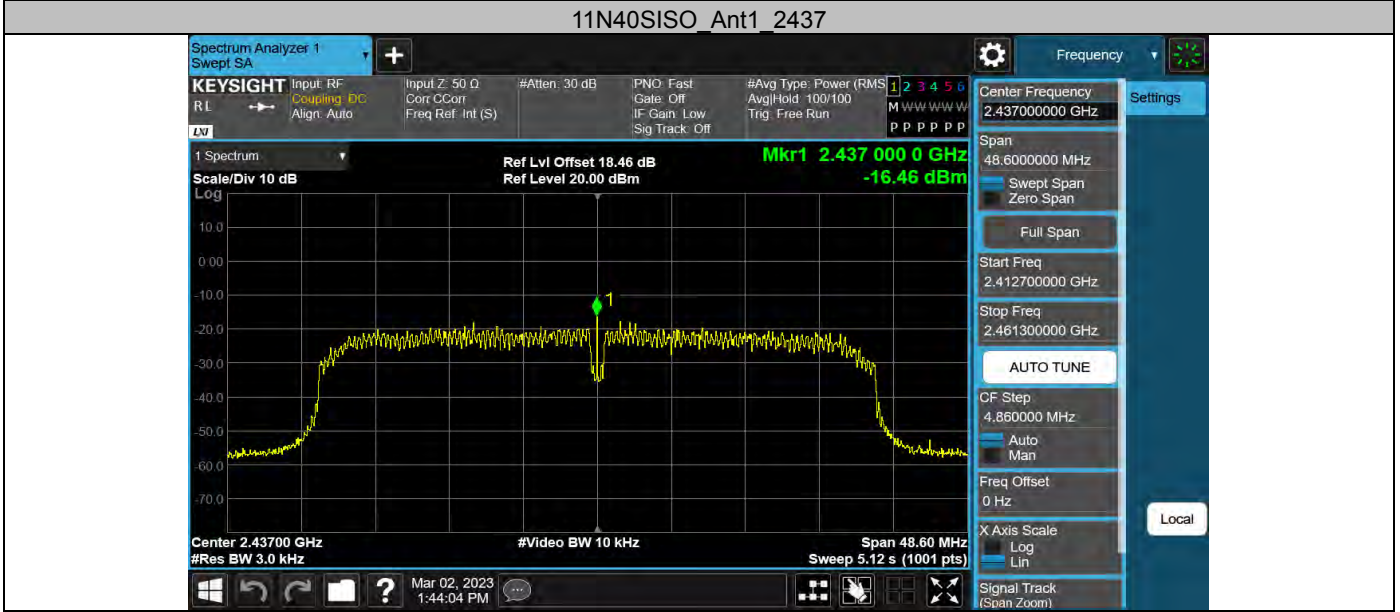 11N40SISO_Ant1_2437
Spectrum Analyzer 1
Swept SA
+
Frequency
KEYSIGHT
R L
LXI
Input: RF
Coupling: DC
Align: Auto
Input Z: 50 Ω
Corr CCorr
Freq Ref: Int (S)
#Atten: 30 dB
PNO: Fast
Gate: Off
IF Gain: Low
Sig Track: Off
#Avg Type: Power (RMS
Avg|Hold: 100/100
Trig: Free Run
1 2 3 4 5 6
M W W W W W
P P P P P P
1 Spectrum
Scale/Div 10 dB
Log
Ref Lvl Offset 18.46 dB
Ref Level 20.00 dBm
Mkr1 2.437 000 0 GHz
-16.46 dBm
10.0
0.00
-10.0
-20.0
-30.0
-40.0
-50.0
-60.0
-70.0
1
Center 2.43700 GHz
#Res BW 3.0 kHz
#Video BW 10 kHz
Span 48.60 MHz
Sweep 5.12 s (1001 pts)
Center Frequency
2.437000000 GHz
Settings
Span
48.6000000 MHz
Swept Span
Zero Span
Full Span
Start Freq
2.412700000 GHz
Stop Freq
2.461300000 GHz
AUTO TUNE
CF Step
4.860000 MHz
Auto
Man
Freq Offset
0 Hz
X Axis Scale
Log
Lin
Signal Track
(Span Zoom)
Local
?
Mar 02, 2023
1:44:04 PM